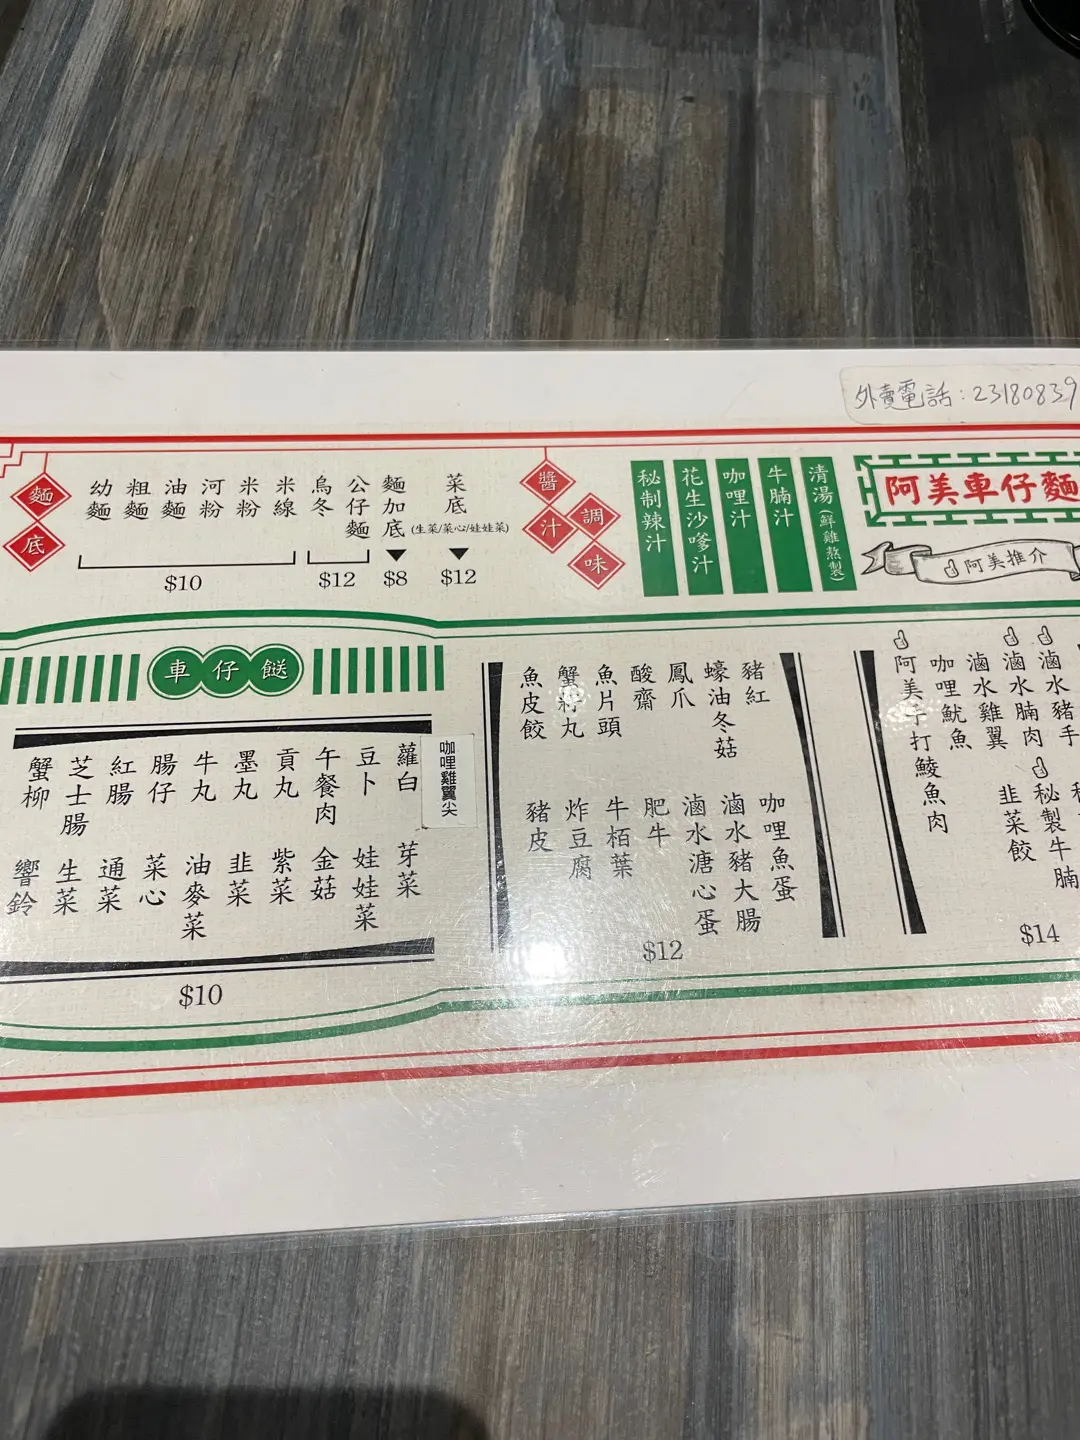 外賣電話：23180839
阿美車仔麵
阿美推介
醬汁調味
清湯(鮮雞熬製)
牛腩汁
咖哩汁
花生沙嗲汁
秘制辣汁
麵底
菜底
(生菜/菜心/娃娃菜)
$12
麵加底
$8
公仔麵
烏冬
$12
米線
米粉
河粉
油麵
粗麵
幼麵
$10
滷水豬手
滷水腩肉
滷水雞翼
咖哩魷魚
阿美手打鯪魚肉
秘製牛腩
韭菜餃
$14
豬紅
蠔油冬菇
鳳爪
酸齋
魚片頭
蟹籽丸
魚皮餃
咖哩魚蛋
滷水豬大腸
滷水溏心蛋
肥牛
牛栢葉
炸豆腐
豬皮
$12
車仔餸
咖哩雞翼尖
蘿白
豆卜
午餐肉
貢丸
墨丸
牛丸
腸仔
紅腸
芝士腸
蟹柳
芽菜
娃娃菜
金菇
紫菜
韭菜
油麥菜
菜心
通菜
生菜
響鈴
$10